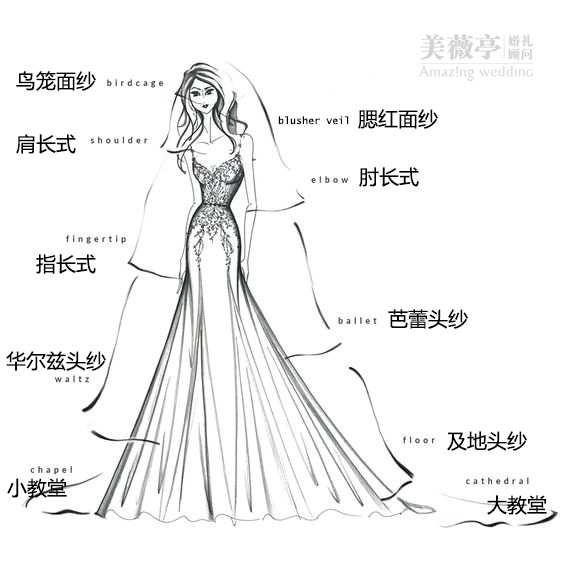 美薇亭 婚礼顾问
Amazing wedding
鸟笼面纱 birdcage
blusher veil 腮红面纱
肩长式 shoulder
elbow 肘长式
fingertip
指长式
ballet 芭蕾头纱
华尔兹头纱
waltz
floor 及地头纱
chapel
小教堂
cathedral
大教堂